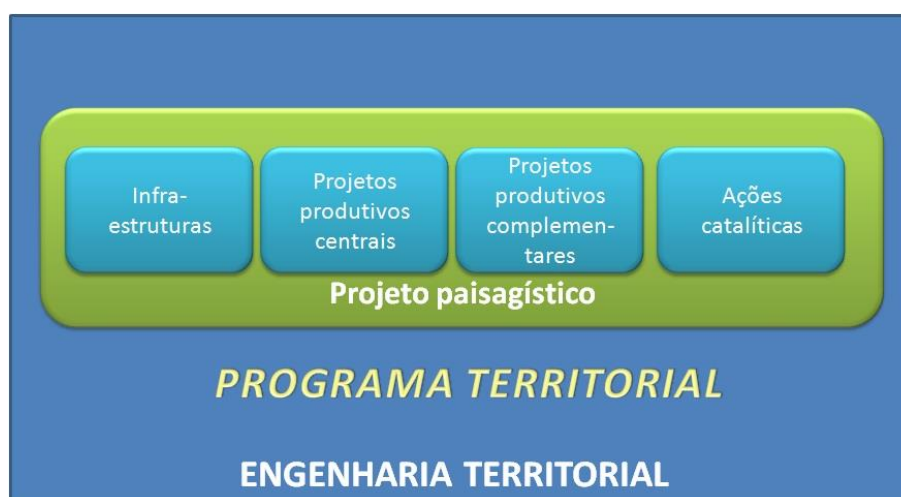 Infra-
estruturas
Projetos
produtivos
centrais
Projetos
produtivos
complemen-
tares
Ações
catalíticas
Projeto paisagístico
PROGRAMA TERRITORIAL
ENGENHARIA TERRITORIAL